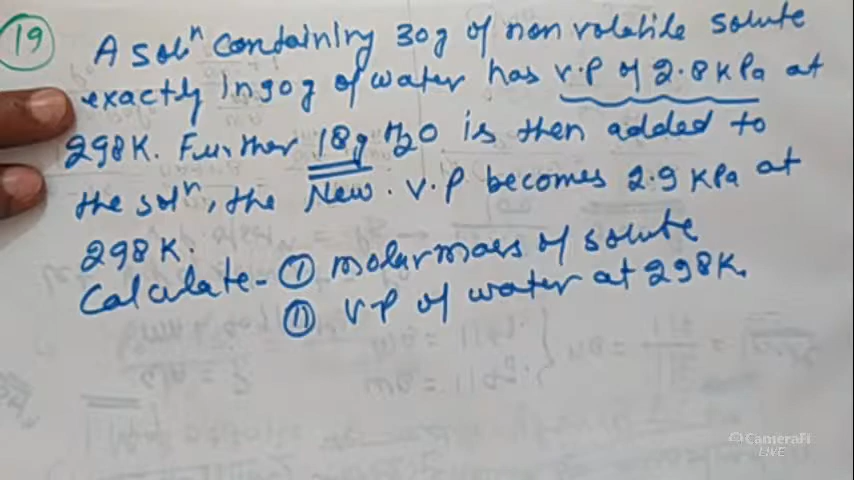 19
A solⁿ containing 30g of non volatile solute
exactly in 90g of water has v.p of 2.8 kPa at
298K. Further 18g H2O is then added to
the solⁿ, the New. v.p becomes 2.9 KPa at
298K.
Calculate- (I) molarmass of solute
(II) v.p of water at 298K.
CameraFi
LIVE